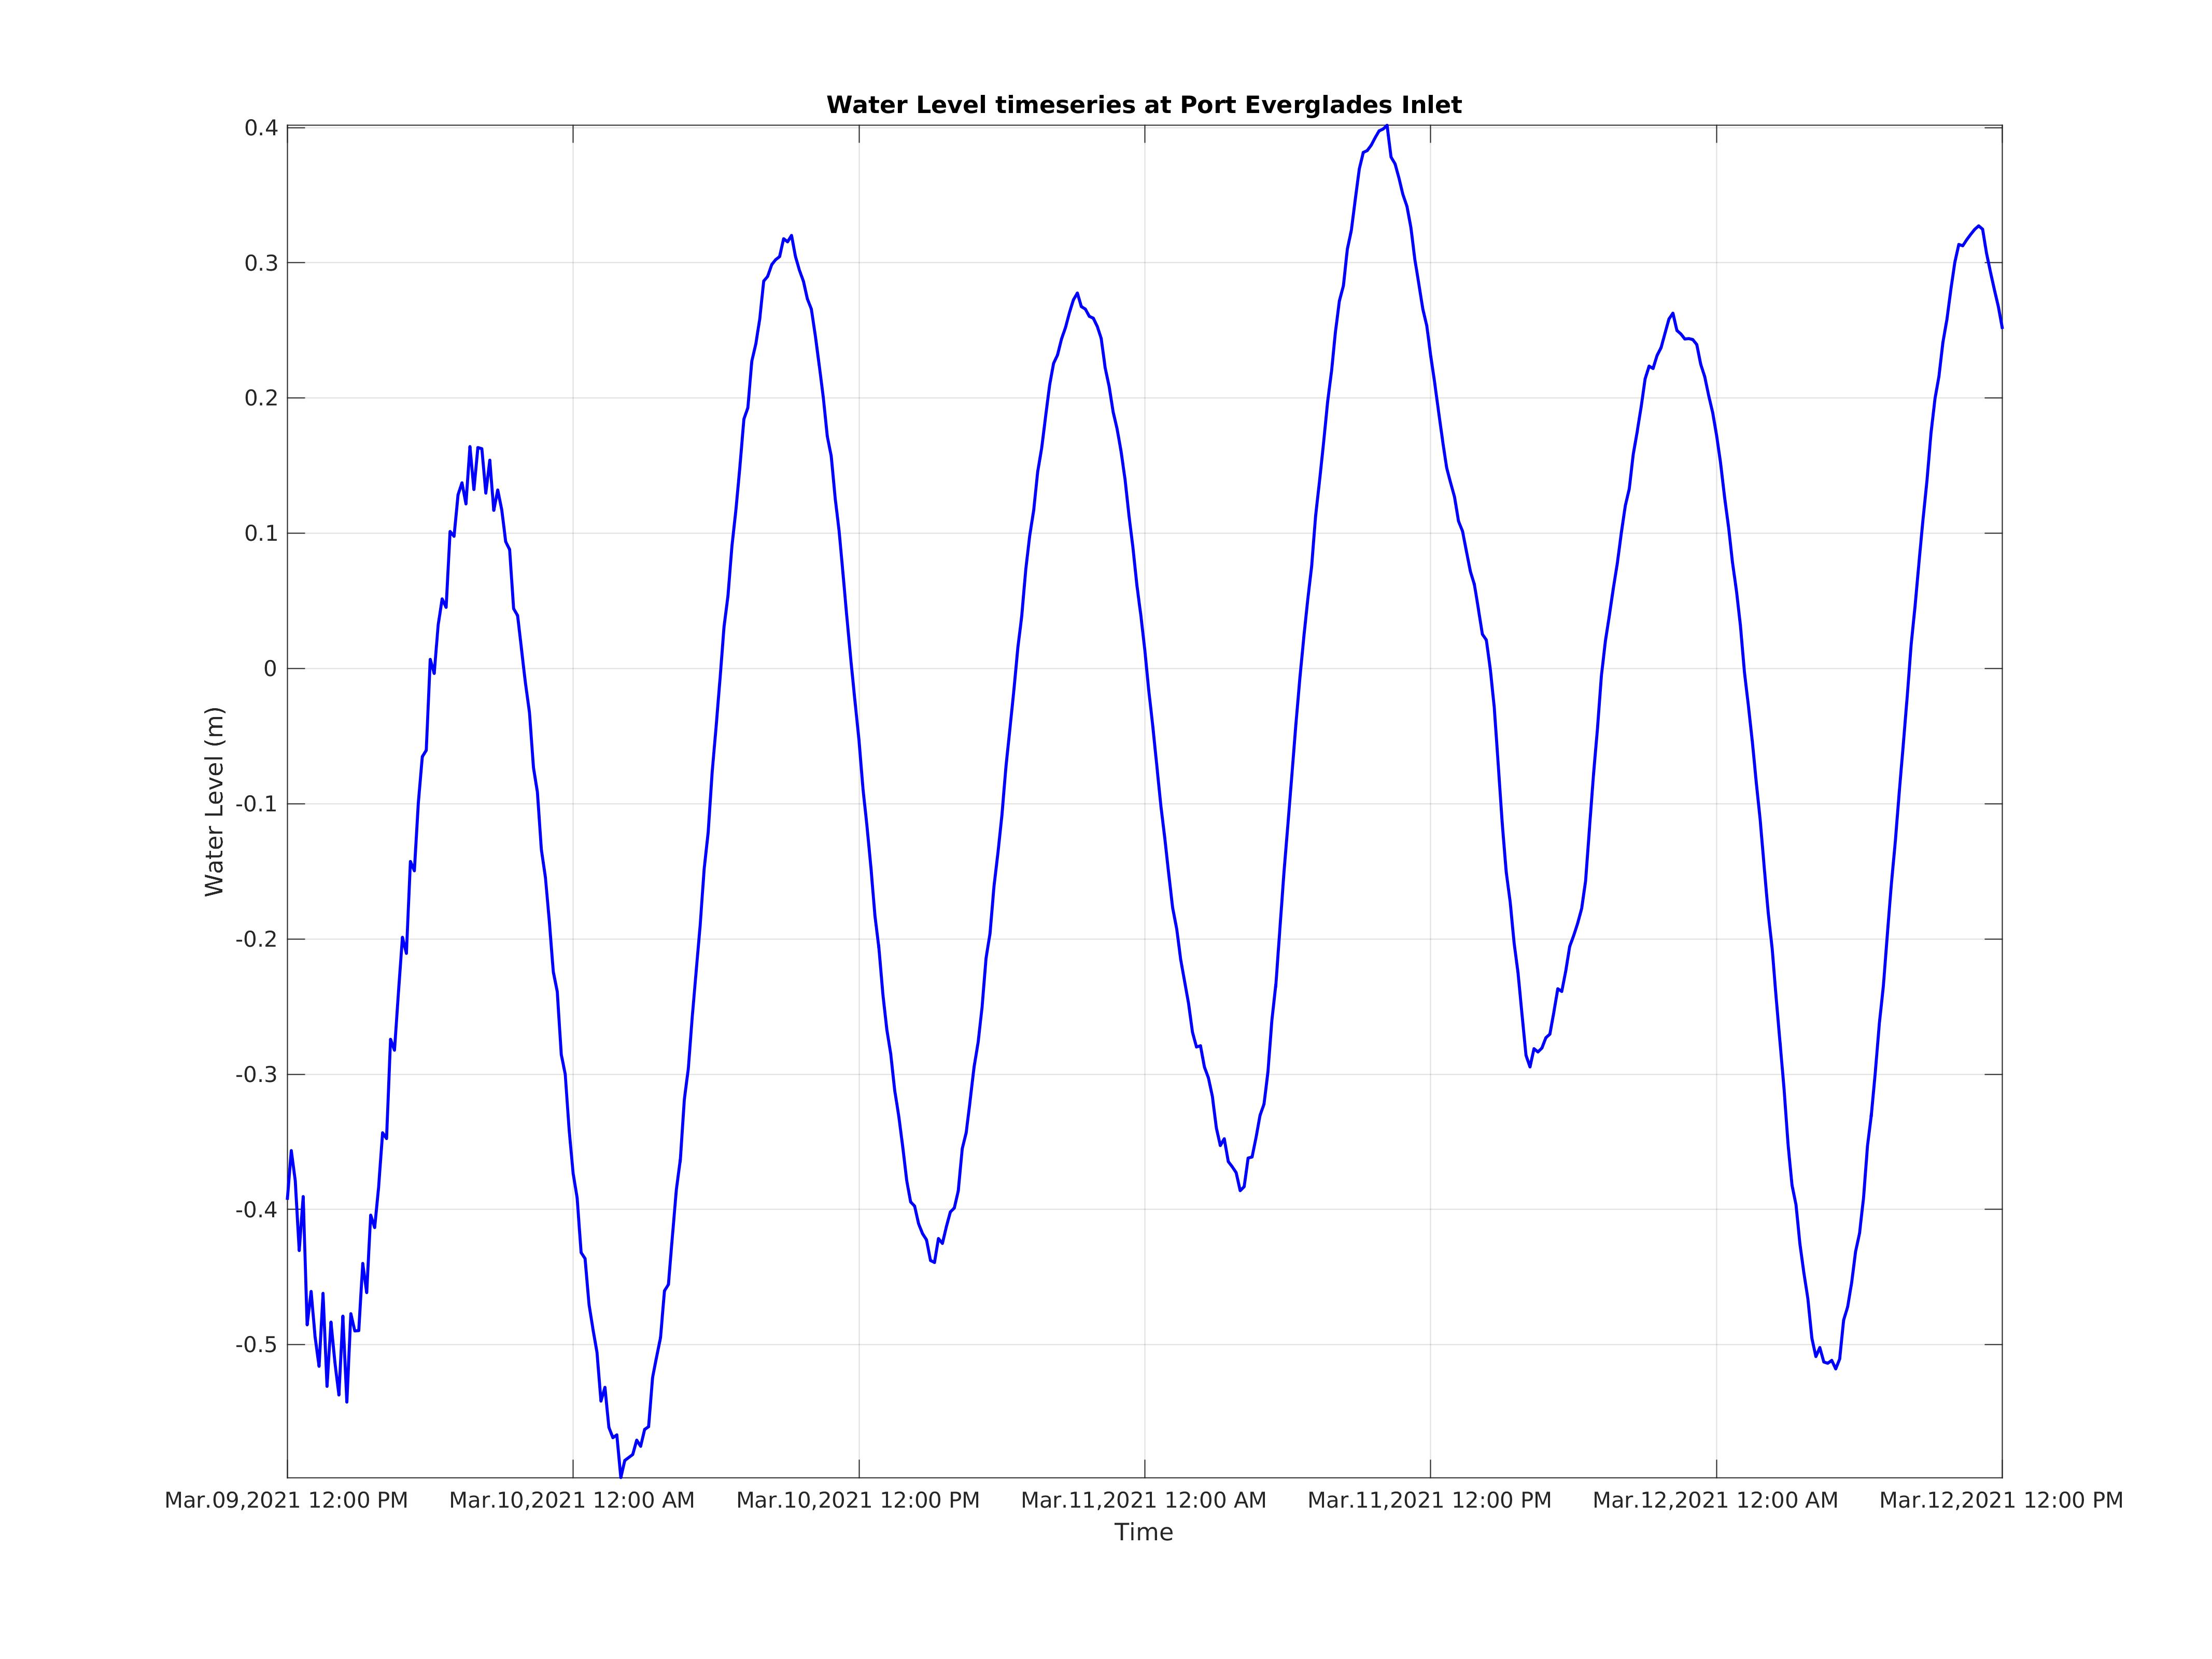 Water Level timeseries at Port Everglades Inlet
0.4
0.3
0.2
0.1
0
-0.1
-0.2
-0.3
-0.4
-0.5
Water Level (m)
Mar.09,2021 12:00 PM Mar.10,2021 12:00 AM Mar.10,2021 12:00 PM Mar.11,2021 12:00 AM Mar.11,2021 12:00 PM Mar.12,2021 12:00 AM Mar.12,2021 12:00 PM
Time